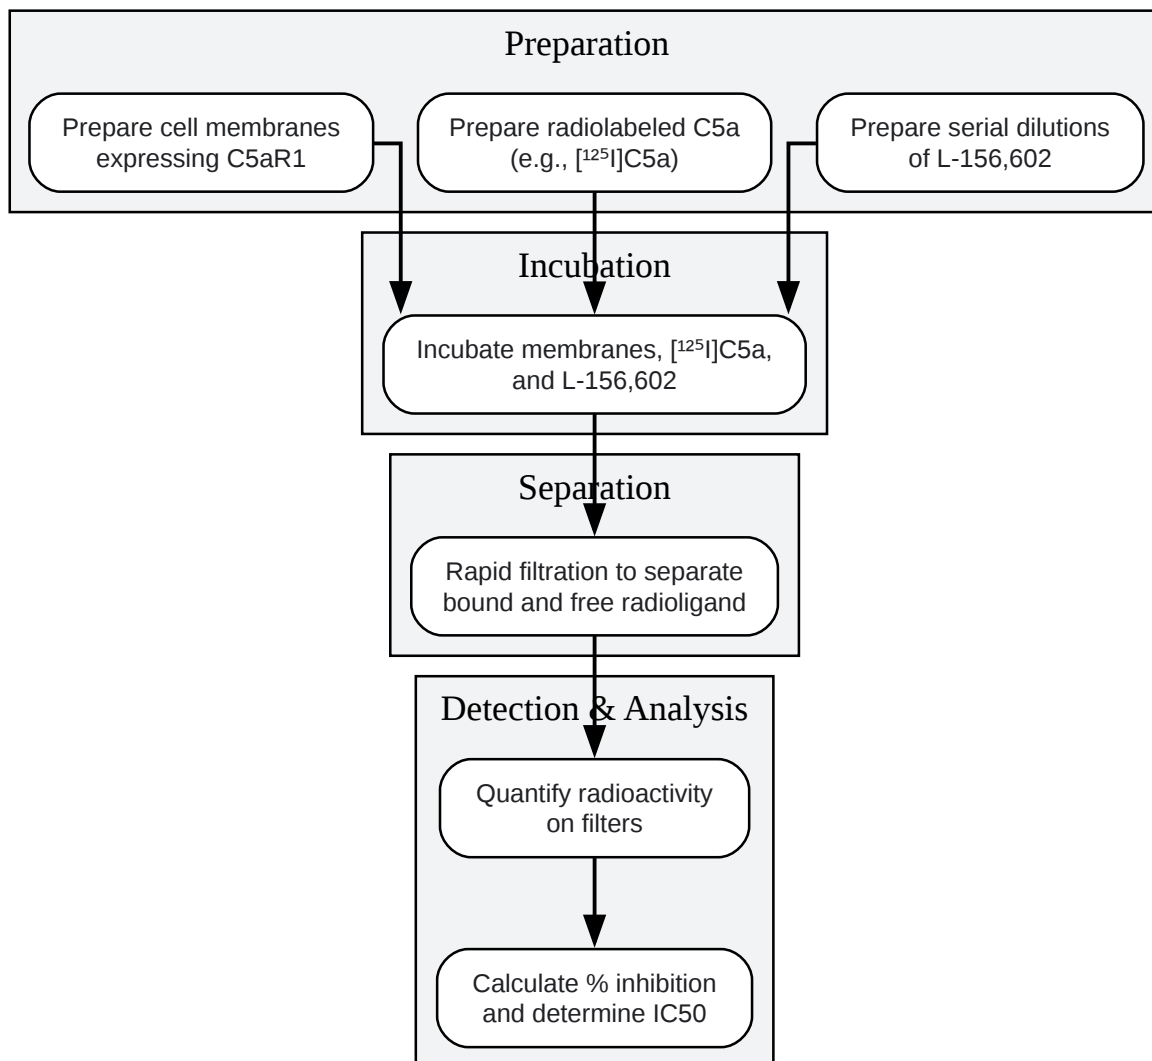 Preparation
Prepare cell membranes
expressing C5aR1
Prepare radiolabeled C5a
(e.g., [¹²⁵I]C5a)
Prepare serial dilutions
of L-156,602
Incubation
Incubate membranes, [¹²⁵I]C5a,
and L-156,602
Separation
Rapid filtration to separate
bound and free radioligand
Detection & Analysis
Quantify radioactivity
on filters
Calculate % inhibition
and determine IC50